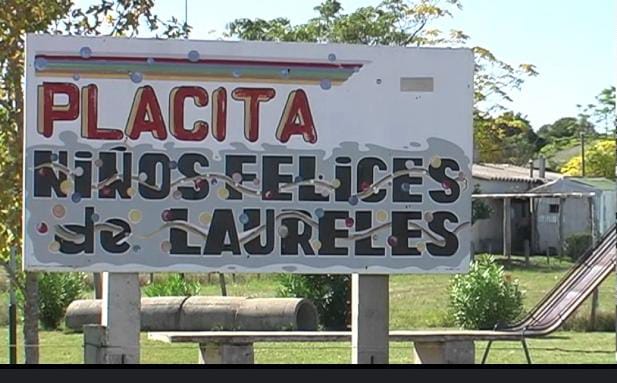 PLACITA
NiÑOS FELiCES
de LAURELES